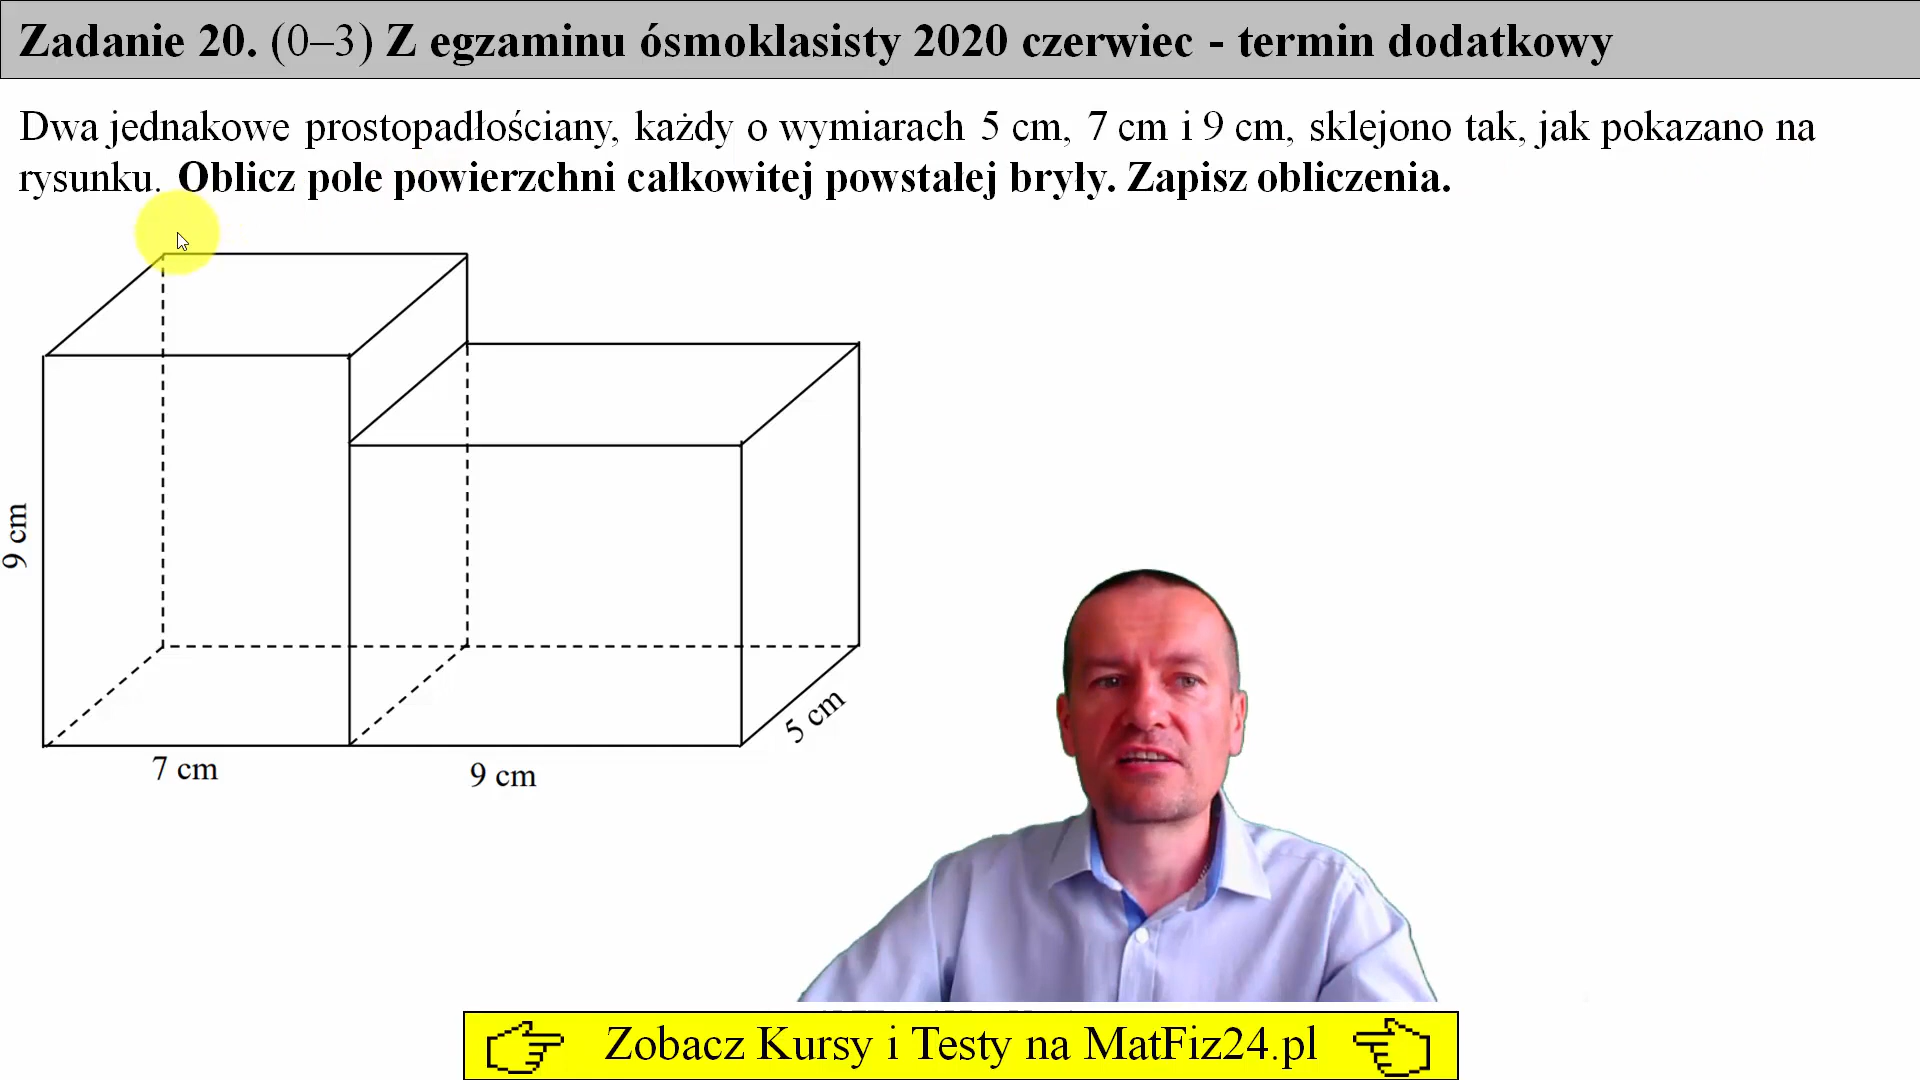 Zadanie 20. (0–3) Z egzaminu ósmoklasisty 2020 czerwiec - termin dodatkowy
Dwa jednakowe prostopadłościany, każdy o wymiarach 5 cm, 7 cm i 9 cm, sklejono tak, jak pokazano na
rysunku. Oblicz pole powierzchni całkowitej powstałej bryły. Zapisz obliczenia.
9 cm
5 cm
7 cm
9 cm
Zobacz Kursy i Testy na MatFiz24.pl